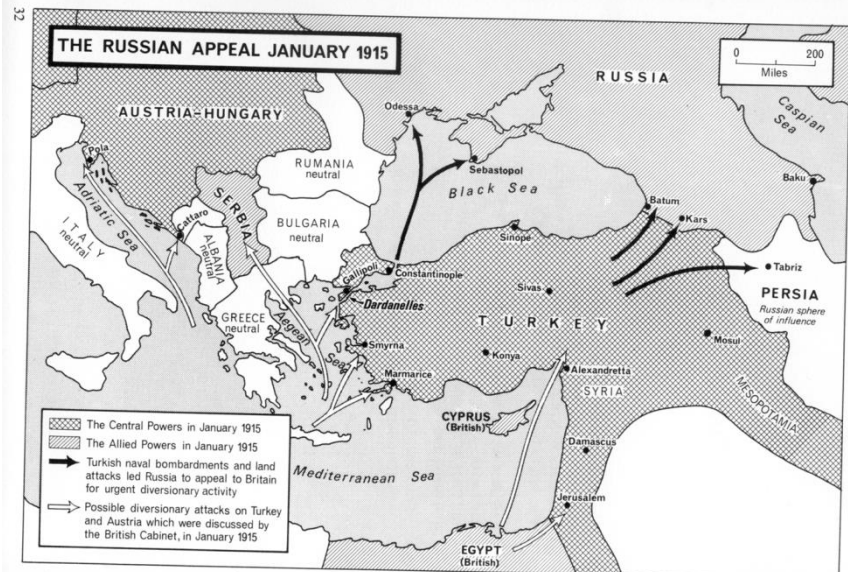 32
THE RUSSIAN APPEAL JANUARY 1915
0 200
Miles
RUSSIA
AUSTRIA-HUNGARY
Odessa
Caspian
Sea
Pola
RUMANIA
neutral
Sebastopol
Black Sea
Baku
Adriatic Sea
SERBIA
Batum
Kars
Cattaro
ITALY
neutral
BULGARIA
neutral
Sinope
ALBANIA
neutral
Gallipoli
Constantinople
Tabriz
Dardanelles
Sivas
PERSIA
Russian sphere
of influence
GREECE
neutral
Aegean Sea
TURKEY
Smyrna
Konya
Mosul
Marmarice
Alexandretta
SYRIA
MESOPOTAMIA
CYPRUS
(British)
Damascus
Mediterranean Sea
Jerusalem
EGYPT
(British)
The Central Powers in January 1915
The Allied Powers in January 1915
Turkish naval bombardments and land
attacks led Russia to appeal to Britain
for urgent diversionary activity
Possible diversionary attacks on Turkey
and Austria which were discussed by
the British Cabinet, in January 1915